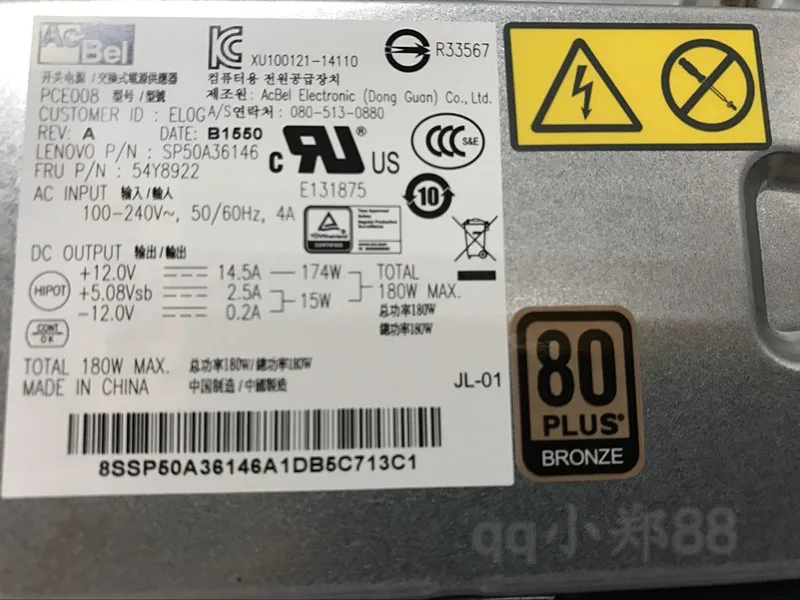 AcBel
XU100121-14110
R33567
开关电源 / 交換式電源供應器
컴퓨터용 전원공급장치
PCE008 型号 / 型號
제조원: AcBel Electronic (Dong Guan) Co., Ltd.
CUSTOMER ID : ELOG
A/S연락처: 080-513-0880
REV: A DATE: B1550
LENOVO P/N : SP50A36146
FRU P/N : 54Y8922
c RU ® US
CCC S&E
E131875
10
AC INPUT 输入 / 輸入
100-240V~, 50/60Hz, 4A
TÜVRheinland
CERTIFIED
DC OUTPUT 输出 / 輸出
HIPOT
+12.0V 14.5A 174W TOTAL
+5.08Vsb 2.5A 15W 180W MAX.
-12.0V 0.2A 总功率180W
總功率180W
CONT OK
TOTAL 180W MAX. 总功率180W / 總功率180W
MADE IN CHINA 中国制造 / 中國製造
JL-01
8SSP50A36146A1DB5C713C1
80
PLUS®
BRONZE
qq小郑88